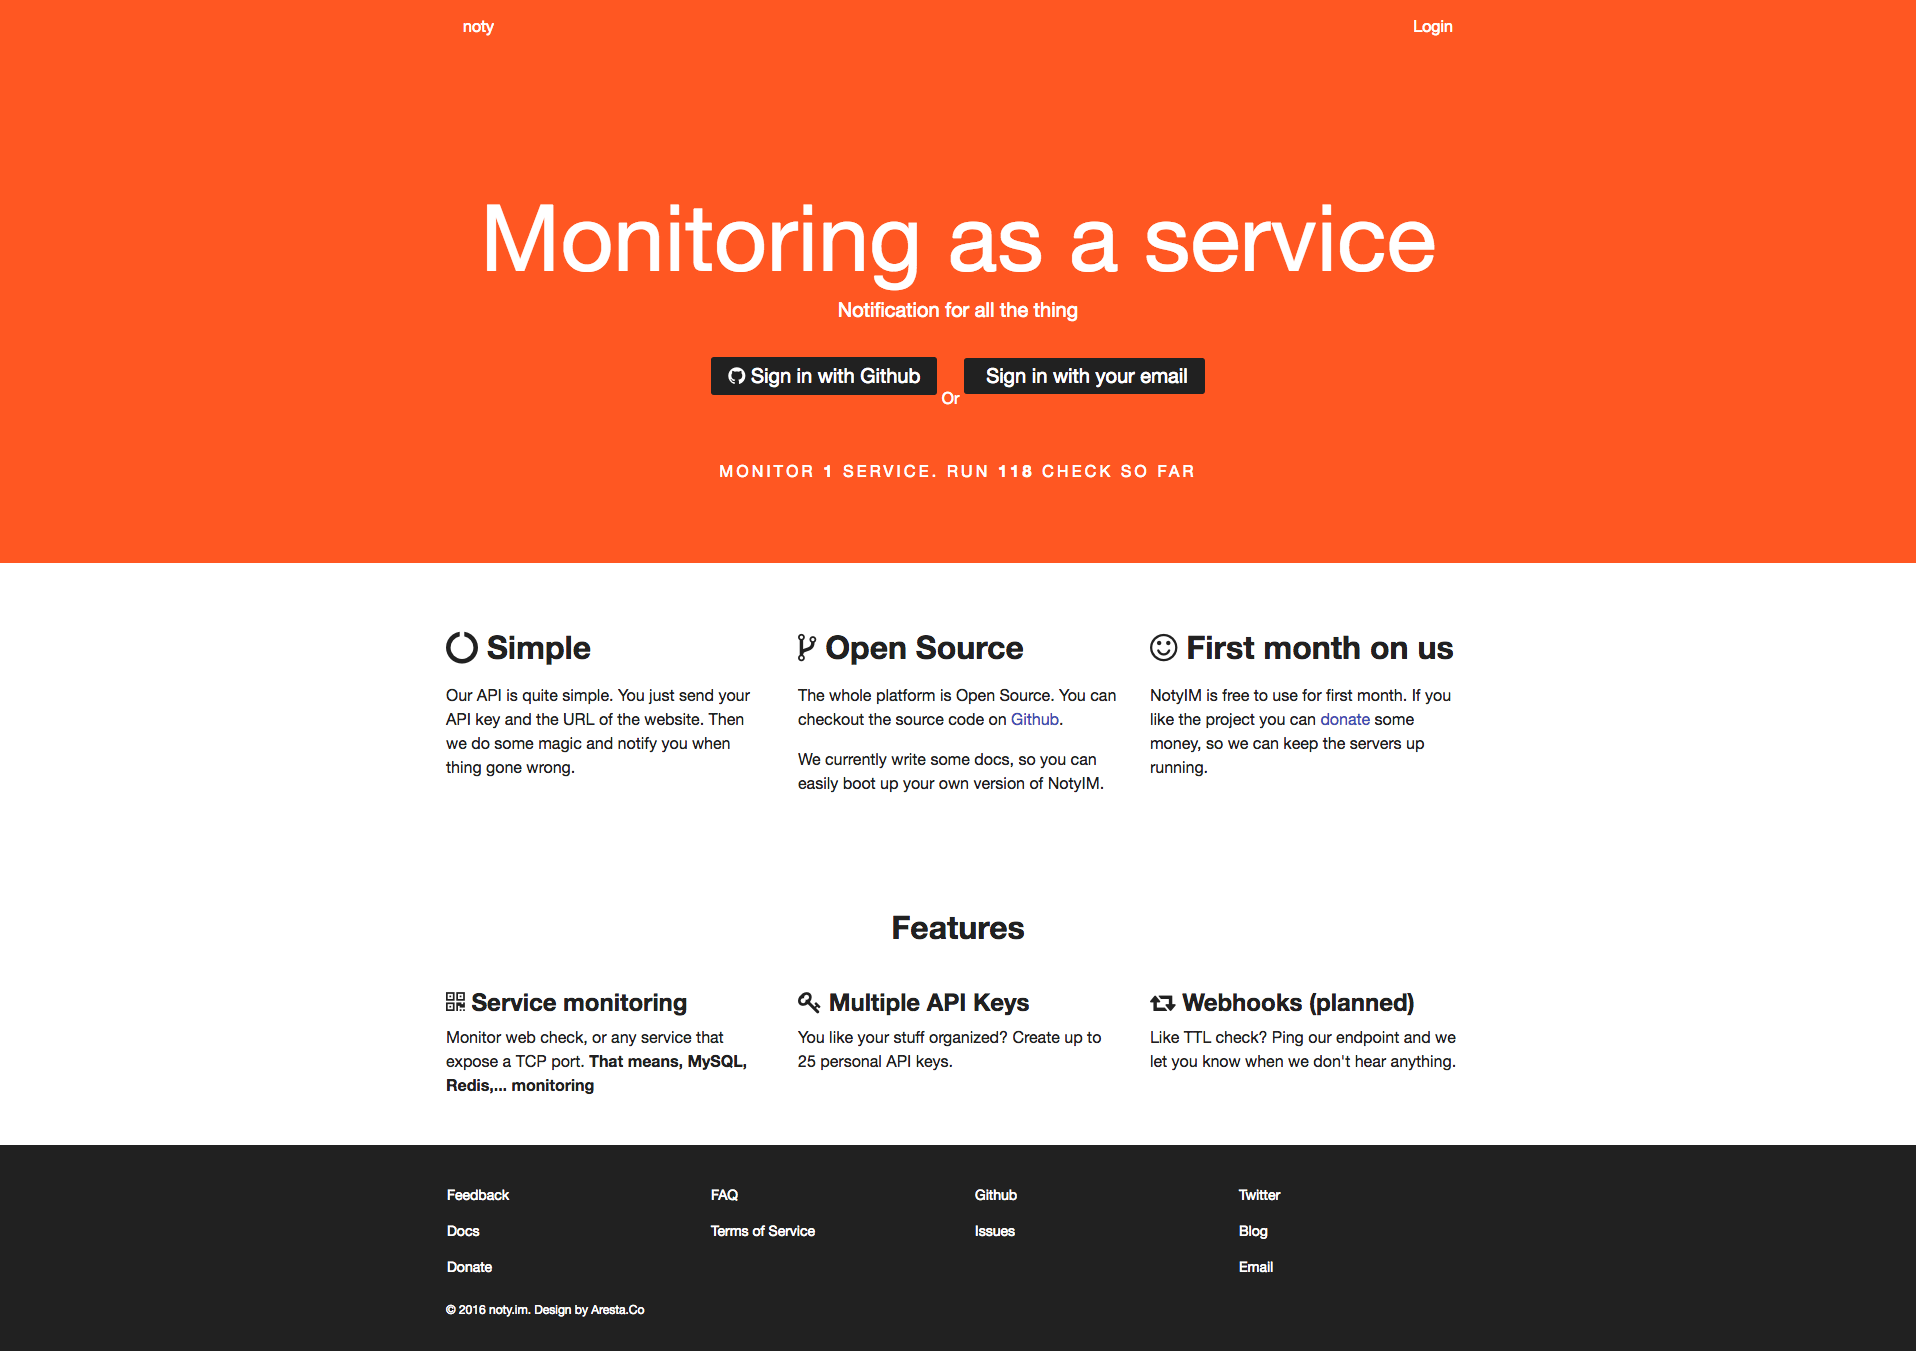 noty
Login
Monitoring as a service
Notification for all the thing
Sign in with Github
Or
Sign in with your email
MONITOR 1 SERVICE. RUN 118 CHECK SO FAR
Simple
Our API is quite simple. You just send your
API key and the URL of the website. Then
we do some magic and notify you when
thing gone wrong.
Open Source
The whole platform is Open Source. You can
checkout the source code on Github.
We currently write some docs, so you can
easily boot up your own version of NotyIM.
First month on us
NotyIM is free to use for first month. If you
like the project you can donate some
money, so we can keep the servers up
running.
Features
Service monitoring
Monitor web check, or any service that
expose a TCP port. That means, MySQL,
Redis,... monitoring
Multiple API Keys
You like your stuff organized? Create up to
25 personal API keys.
Webhooks (planned)
Like TTL check? Ping our endpoint and we
let you know when we don't hear anything.
Feedback
Docs
Donate
FAQ
Terms of Service
Github
Issues
Twitter
Blog
Email
© 2016 noty.im. Design by Aresta.Co